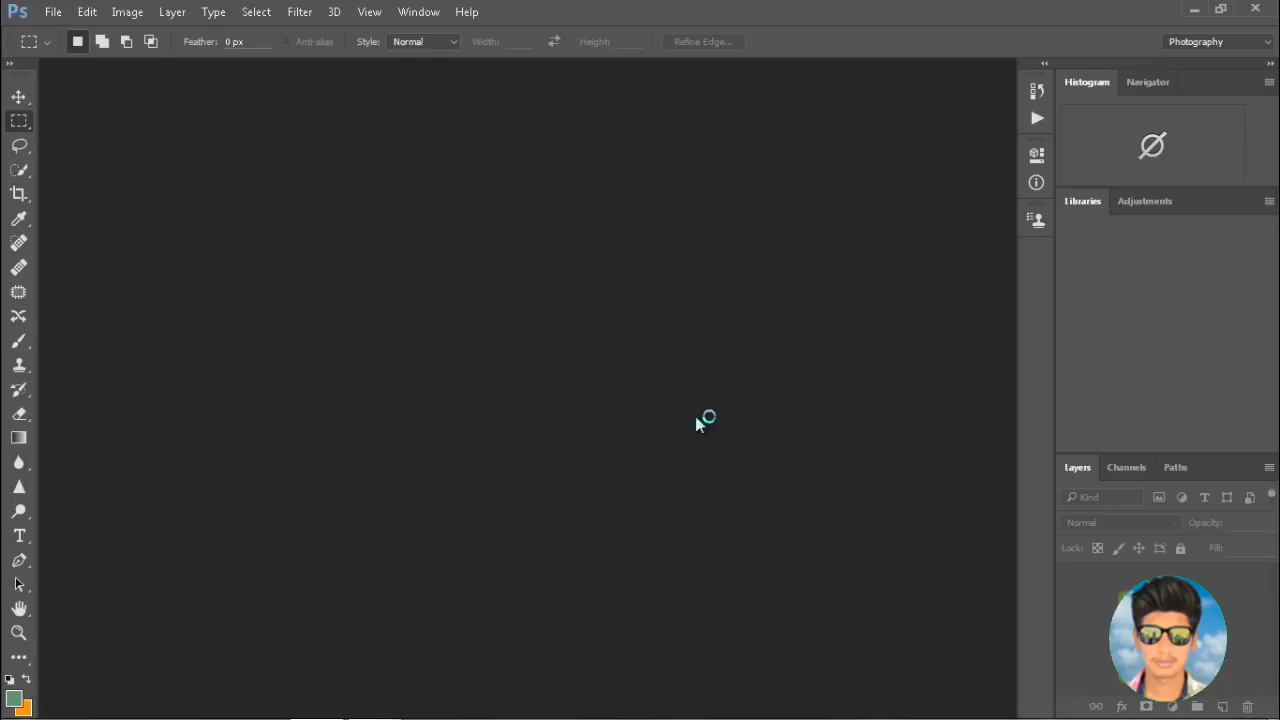 Ps File Edit Image Layer Type Select Filter 3D View Window Help
Feather: 0 px Anti-alias Style: Normal Width: Height: Refine Edge... Photography
Histogram Navigator
Libraries Adjustments
Layers Channels Paths
Kind
Normal Opacity:
Lock: Fill: